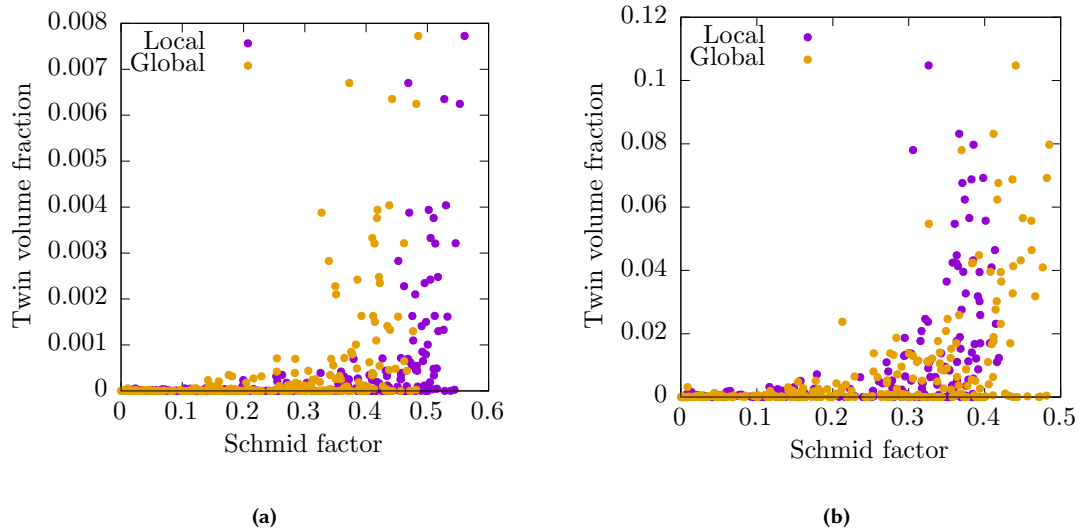 0.008
0.007
0.006
0.005
0.004
0.003
0.002
0.001
0
Twin volume fraction
Local
Global
0 0.1 0.2 0.3 0.4 0.5 0.6
Schmid factor
(a)
0.12
0.1
0.08
0.06
0.04
0.02
0
Twin volume fraction
Local
Global
0 0.1 0.2 0.3 0.4 0.5
Schmid factor
(b)